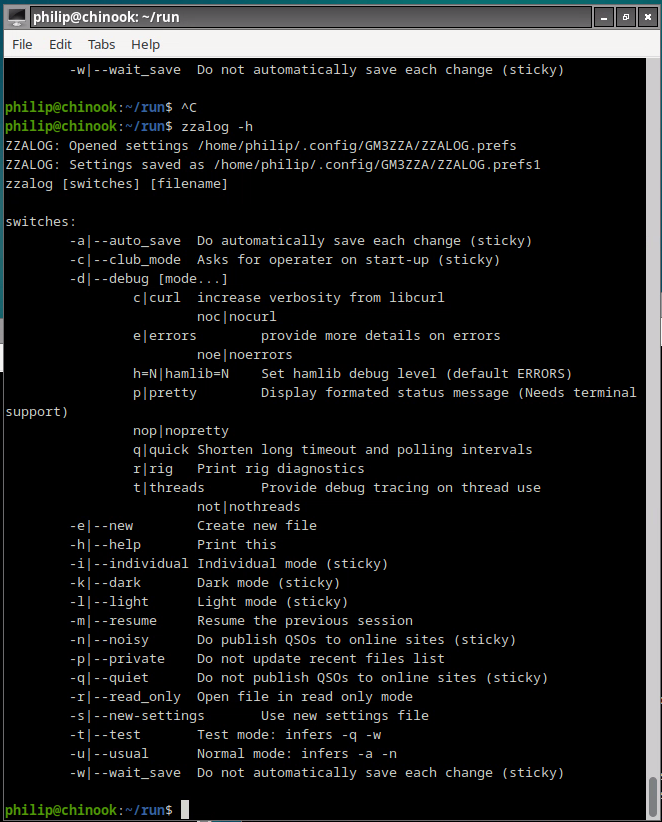 philip@chinook: ~/run
File Edit Tabs Help
-w|--wait_save Do not automatically save each change (sticky)
philip@chinook:~/run$ ^C
philip@chinook:~/run$ zzalog -h
ZZALOG: Opened settings /home/philip/.config/GM3ZZA/ZZALOG.prefs
ZZALOG: Settings saved as /home/philip/.config/GM3ZZA/ZZALOG.prefs1
zzalog [switches] [filename]
switches:
-a|--auto_save Do automatically save each change (sticky)
-c|--club_mode Asks for operater on start-up (sticky)
-d|--debug [mode...]
c|curl increase verbosity from libcurl
noc|nocurl
e|errors provide more details on errors
noe|noerrors
h=N|hamlib=N Set hamlib debug level (default ERRORS)
p|pretty Display formated status message (Needs terminal
support)
nop|nopretty
q|quick Shorten long timeout and polling intervals
r|rig Print rig diagnostics
t|threads Provide debug tracing on thread use
not|nothreads
-e|--new Create new file
-h|--help Print this
-i|--individual Individual mode (sticky)
-k|--dark Dark mode (sticky)
-l|--light Light mode (sticky)
-m|--resume Resume the previous session
-n|--noisy Do publish QSOs to online sites (sticky)
-p|--private Do not update recent files list
-q|--quiet Do not publish QSOs to online sites (sticky)
-r|--read_only Open file in read only mode
-s|--new-settings Use new settings file
-t|--test Test mode: infers -q -w
-u|--usual Normal mode: infers -a -n
-w|--wait_save Do not automatically save each change (sticky)
philip@chinook:~/run$